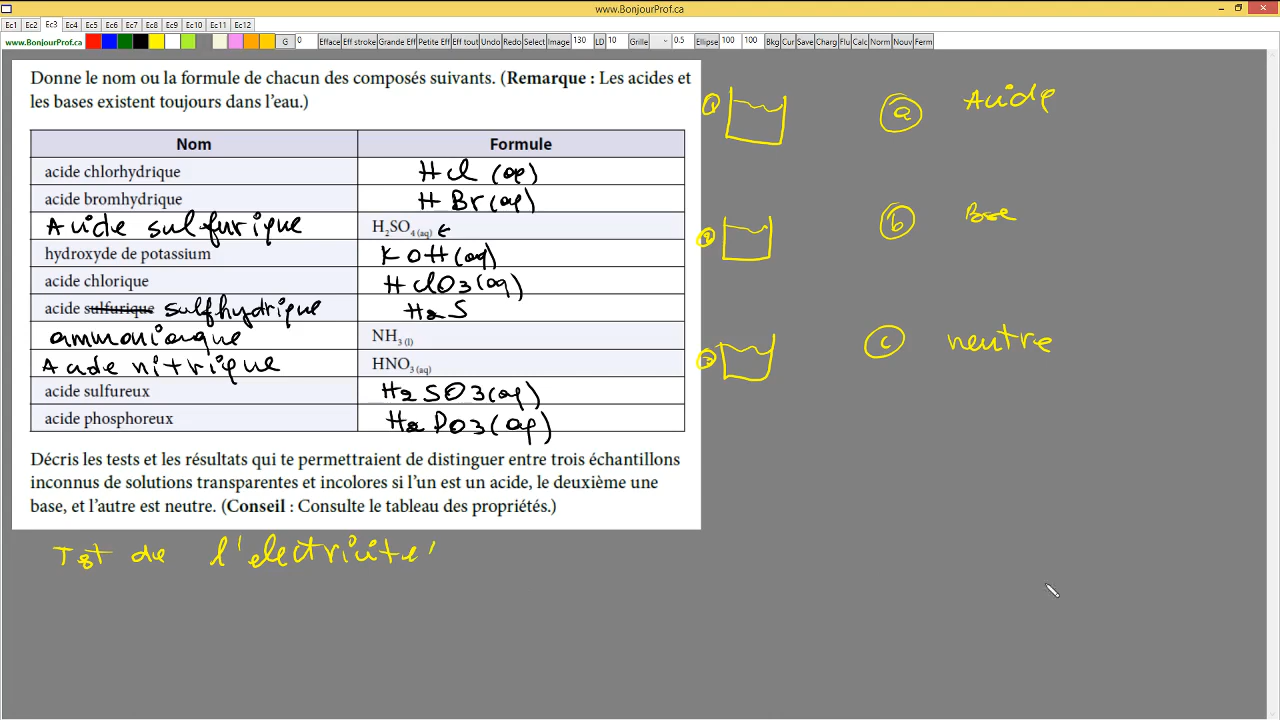 www.BonjourProf.ca
Ec1 Ec2 Ec3 Ec4 Ec5 Ec6 Ec7 Ec8 Ec9 Ec10 Ec11 Ec12
www.BonjourProf.ca G 0 Efface Eff stroke Grande Eff Petite Eff Eff tout Undo Redo Select Image 130 LD 10 Grille 0.5 Ellipse 100 100 Bkg Cur Save Charg Flu Calc Norm Nouv Ferm
Donne le nom ou la formule de chacun des composés suivants. (Remarque : Les acides et
les bases existent toujours dans l'eau.)
Nom Formule
acide chlorhydrique HCl (aq)
acide bromhydrique HBr(aq)
Acide sulfurique H₂SO₄(aq)
hydroxyde de potassium KOH(aq)
acide chlorique HClO3(aq)
acide sulfurique sulfhydrique H2S
ammoniaque NH₃(l)
Acide nitrique HNO₃(aq)
acide sulfureux H2SO3(aq)
acide phosphoreux H2PO3(aq)
Décris les tests et les résultats qui te permettraient de distinguer entre trois échantillons
inconnus de solutions transparentes et incolores si l'un est un acide, le deuxième une
base, et l'autre est neutre. (Conseil : Consulte le tableau des propriétés.)
Test de l'électricité
1 a Acide
2 b Base
3 c neutre